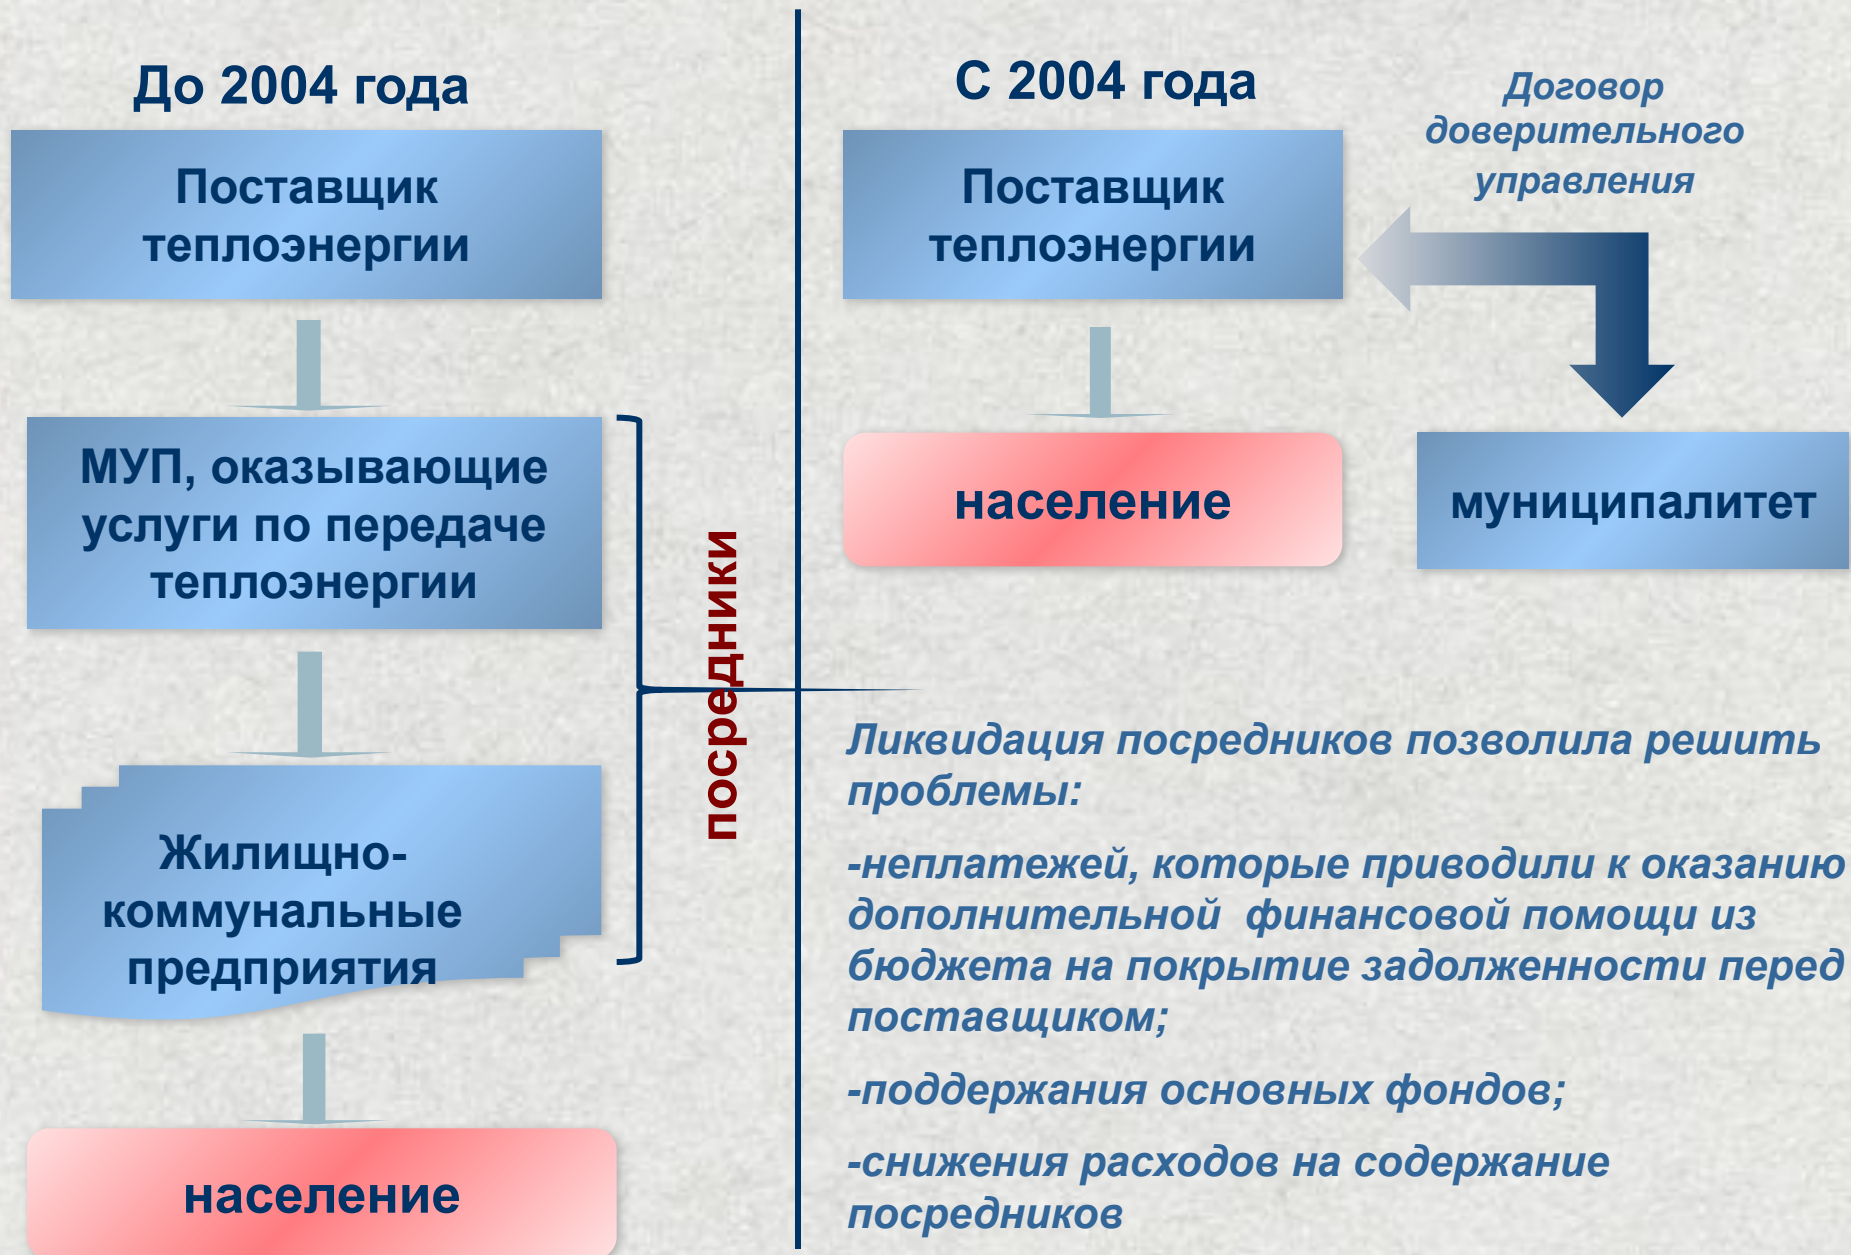 До 2004 года
Поставщик
теплоэнергии
МУП, оказывающие
услуги по передаче
теплоэнергии
Жилищно-
коммунальные
предприятия
население
посредники
С 2004 года
Поставщик
теплоэнергии
Договор
доверительного
управления
население
муниципалитет
Ликвидация посредников позволила решить
проблемы:
-неплатежей, которые приводили к оказанию
дополнительной финансовой помощи из
бюджета на покрытие задолженности перед
поставщиком;
-поддержания основных фондов;
-снижения расходов на содержание
посредников